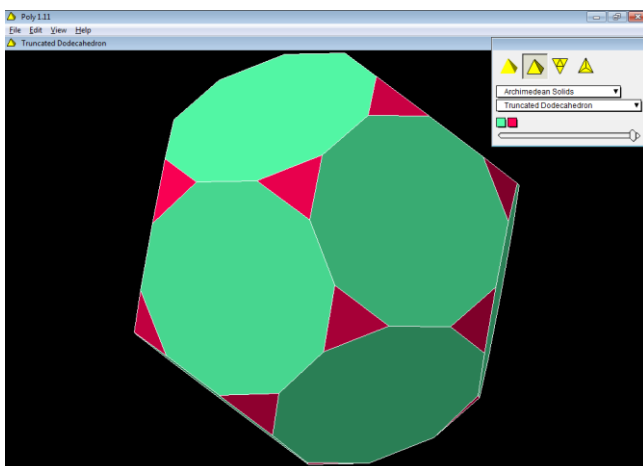 Poly 1.11
File Edit View Help
Truncated Dodecahedron
Archimedean Solids
Truncated Dodecahedron